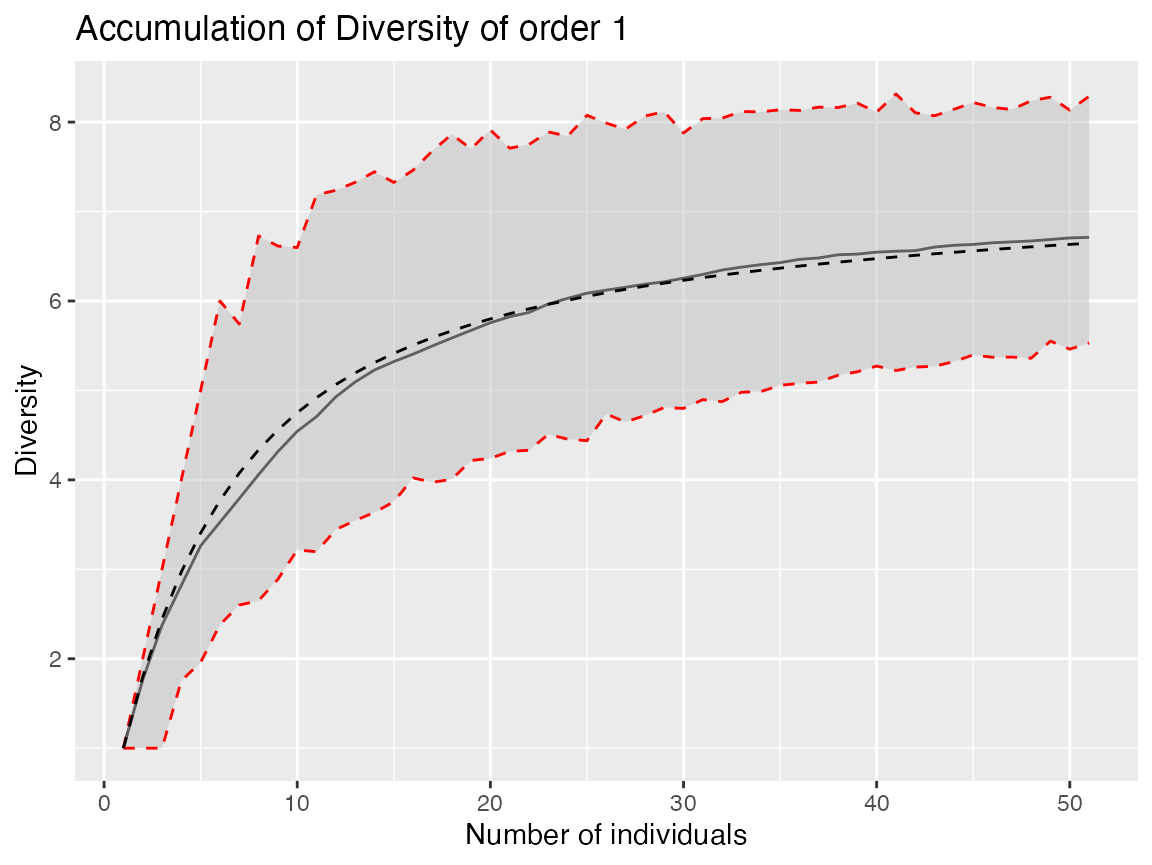 Accumulation of Diversity of order 1
Diversity
8
6
4
2
0 10 20 30 40 50
Number of individuals